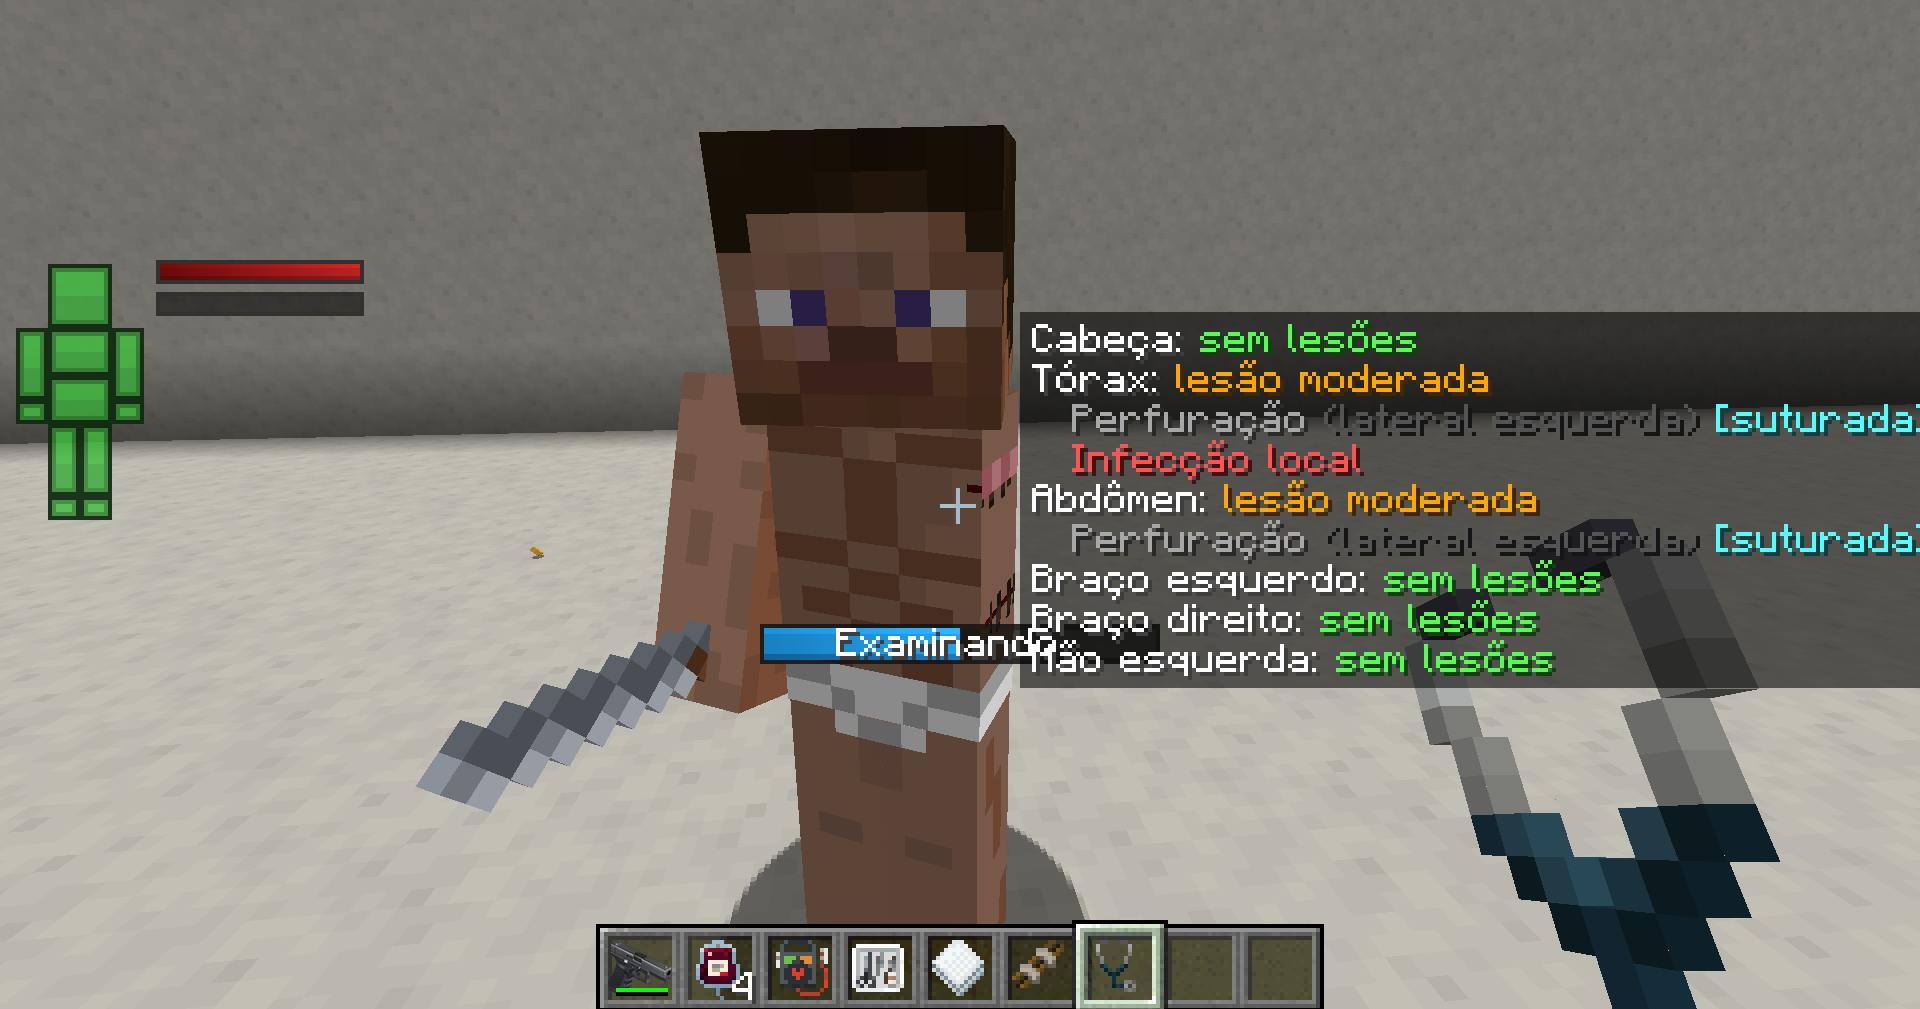 Cabeça: sem lesões
Tórax: lesão moderada
Perfuração (lateral esquerda) [suturada]
Infecção local
Abdômen: lesão moderada
Perfuração (lateral esquerda) [suturada]
Braço esquerdo: sem lesões
Braço direito: sem lesões
Mão esquerda: sem lesões
Examinando
4